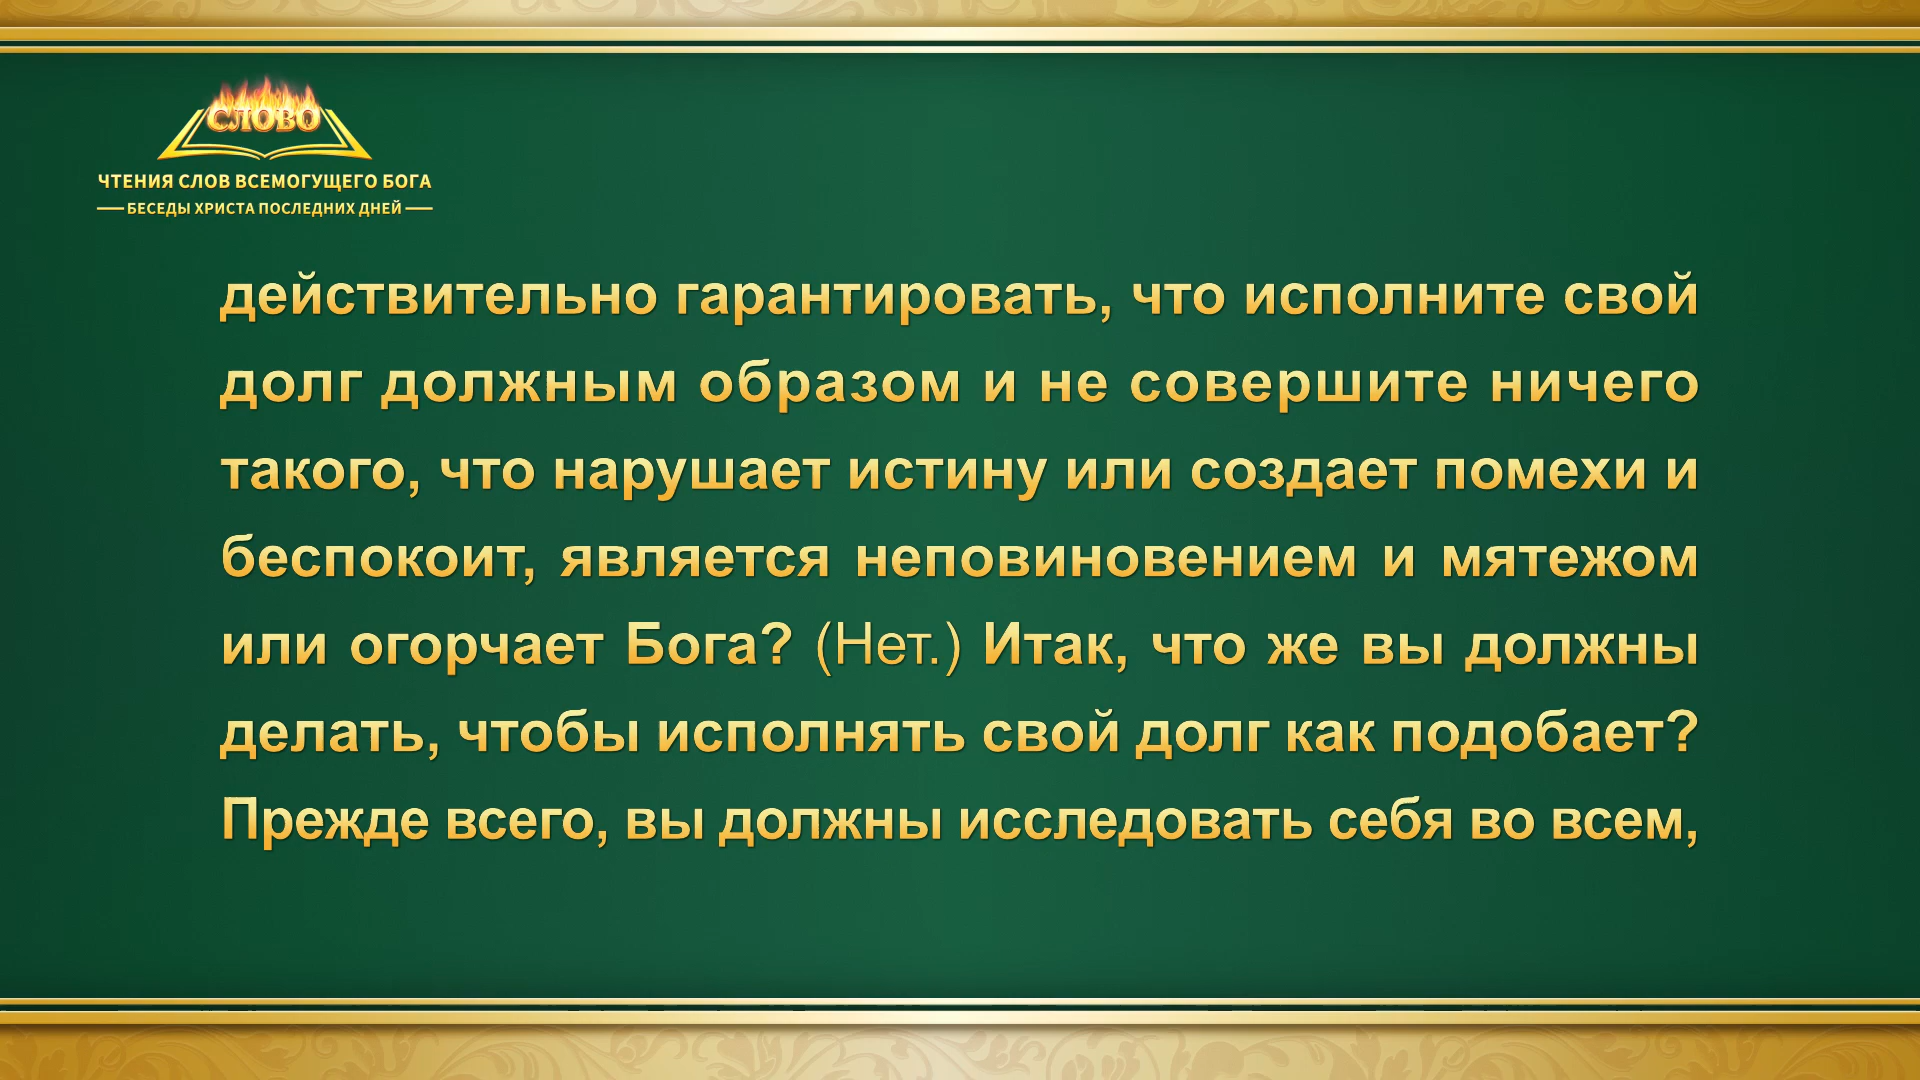 СЛОВО
ЧТЕНИЯ СЛОВ ВСЕМОГУЩЕГО БОГА
БЕСЕДЫ ХРИСТА ПОСЛЕДНИХ ДНЕЙ
действительно гарантировать, что исполните свой
долг должным образом и не совершите ничего
такого, что нарушает истину или создает помехи и
беспокоит, является неповиновением и мятежом
или огорчает Бога? (Нет.) Итак, что же вы должны
делать, чтобы исполнять свой долг как подобает?
Прежде всего, вы должны исследовать себя во всем,